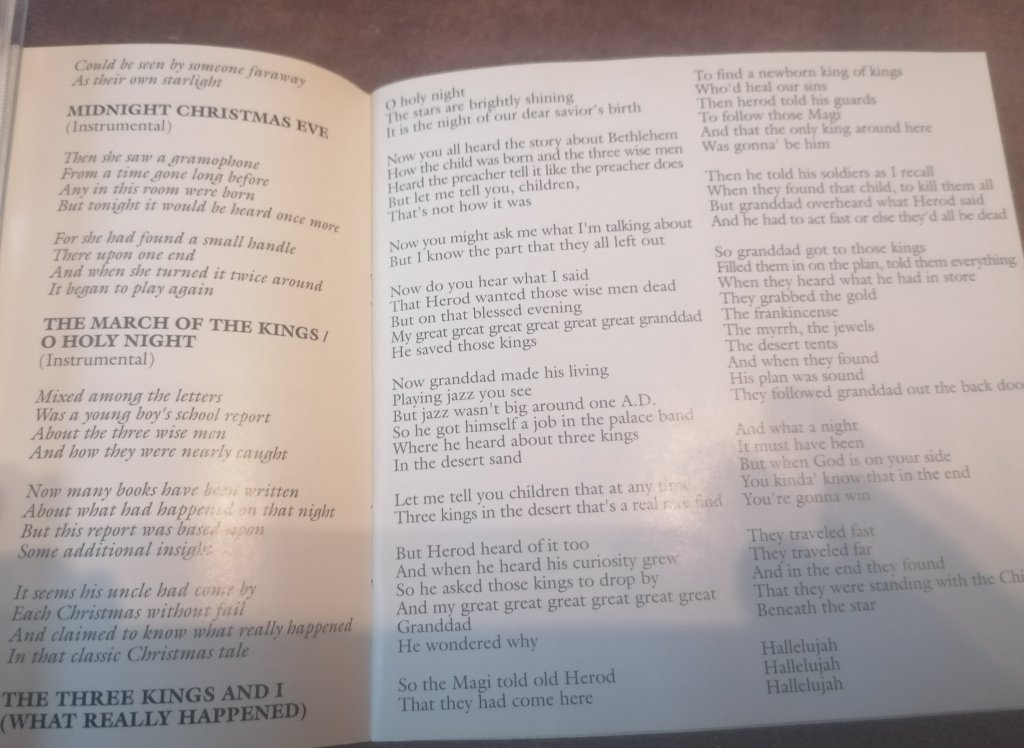 Could be seen by someone faraway
As their own starlight
MIDNIGHT CHRISTMAS EVE
(Instrumental)
Then she saw a gramophone
From a time gone long before
Any in this room were born
But tonight it would be heard once more
For she had found a small handle
There upon one end
And when she turned it twice around
It began to play again
THE MARCH OF THE KINGS /
O HOLY NIGHT
(Instrumental)
Mixed among the letters
Was a young boy's school report
About the three wise men
And how they were nearly caught
Now many books have been written
About what had happened on that night
But this report was based upon
Some additional insight
It seems his uncle had come by
Each Christmas without fail
And claimed to know what really happened
In that classic Christmas tale
THE THREE KINGS AND I
(WHAT REALLY HAPPENED)
O holy night
The stars are brightly shining
It is the night of our dear savior's birth
Now you all heard the story about Bethlehem
How the child was born and the three wise men
Heard the preacher tell it like the preacher does
But let me tell you, children,
That's not how it was
Now you might ask me what I'm talking about
But I know the part that they all left out
Now do you hear what I said
That Herod wanted those wise men dead
But on that blessed evening
My great great great great great great granddad
He saved those kings
Now granddad made his living
Playing jazz you see
But jazz wasn't big around one A.D.
So he got himself a job in the palace band
Where he heard about three kings
In the desert sand
Let me tell you children that at any
Three kings in the desert that's a real rare find
But Herod heard of it too
And when he heard his curiosity grew
So he asked those kings to drop by
And my great great great great great great
Granddad
He wondered why
So the Magi told old Herod
That they had come here
To find a newborn king of kings
Who'd heal our sins
Then herod told his guards
To follow those Magi
And that the only king around here
Was gonna' be him
Then he told his soldiers as I recall
When they found that child, to kill them all
But granddad overheard what Herod said
And he had to act fast or else they'd all be dead
So granddad got to those kings
Filled them in on the plan, told them everything
When they heard what he had in store
They grabbed the gold
The frankincense
The myrrh, the jewels
The desert tents
And when they found
His plan was sound
They followed granddad out the back doo
And what a night
It must have been
But when God is on your side
You kinda' know that in the end
You're gonna win
They traveled fast
They traveled far
And in the end they found
That they were standing with the Chi
Beneath the star
Hallelujah
Hallelujah
Hallelujah